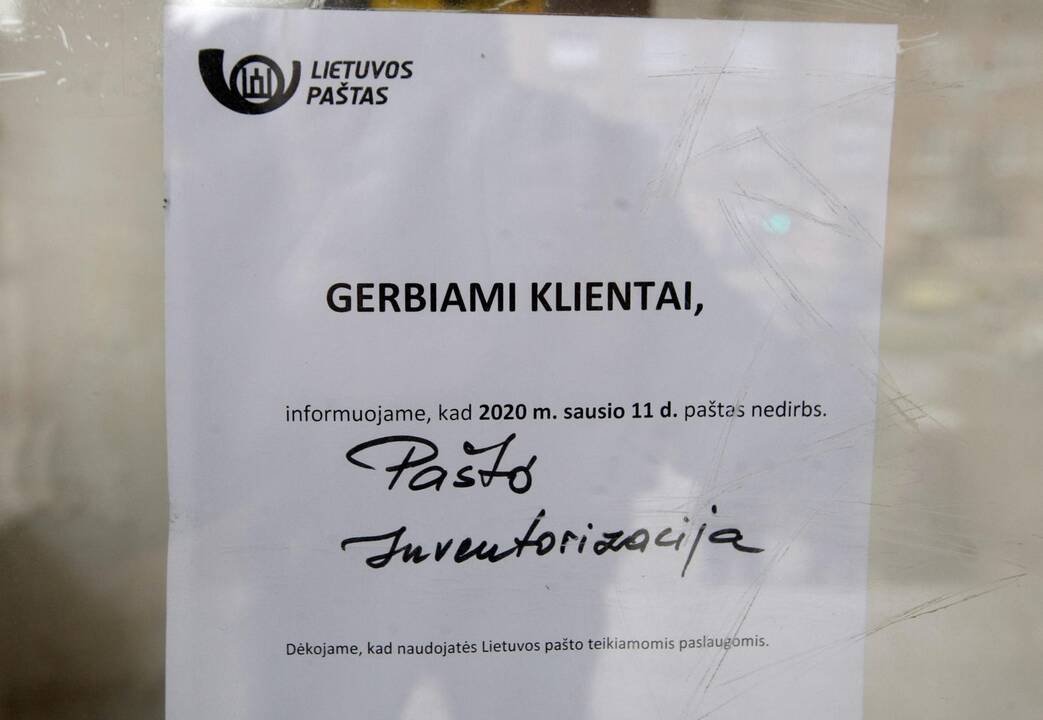 LIETUVOS
PAŠTAS
GERBIAMI KLIENTAI,
informuojame, kad 2020 m. sausio 11 d. paštas nedirbs.
Pašto
Inventorizacija
Dėkojame, kad naudojatės Lietuvos pašto teikiamomis paslaugomis.